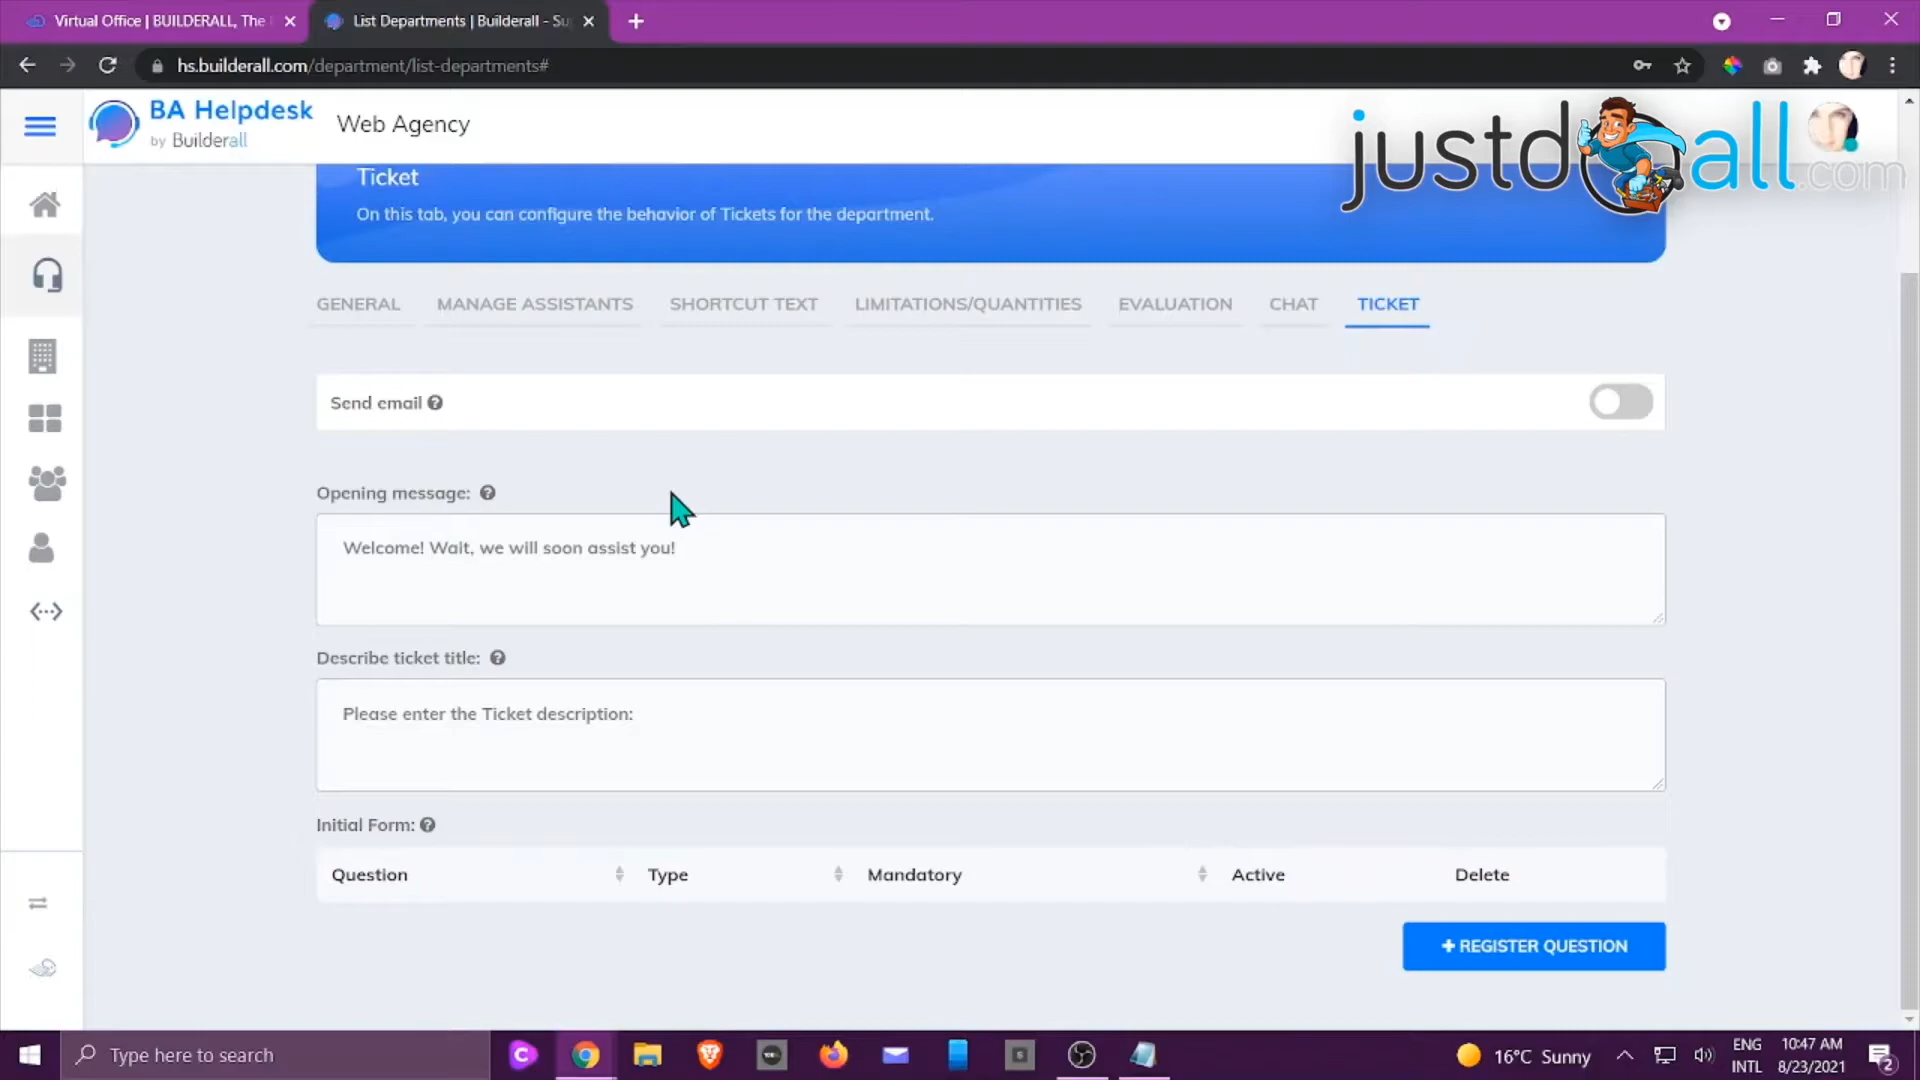 Virtual Office | BUILDERALL, The
List Departments | Builderall - Su
hs.builderall.com/department/list-departments#
BA Helpdesk
by Builderall
Web Agency
justdoall.com
Ticket
On this tab, you can configure the behavior of Tickets for the department.
GENERAL MANAGE ASSISTANTS SHORTCUT TEXT LIMITATIONS/QUANTITIES EVALUATION CHAT TICKET
Send email
Opening message:
Welcome! Wait, we will soon assist you!
Describe ticket title:
Please enter the Ticket description:
Initial Form:
Question Type Mandatory Active Delete
+ REGISTER QUESTION
Type here to search
16°C Sunny
ENG
INTL
10:47 AM
8/23/2021
2